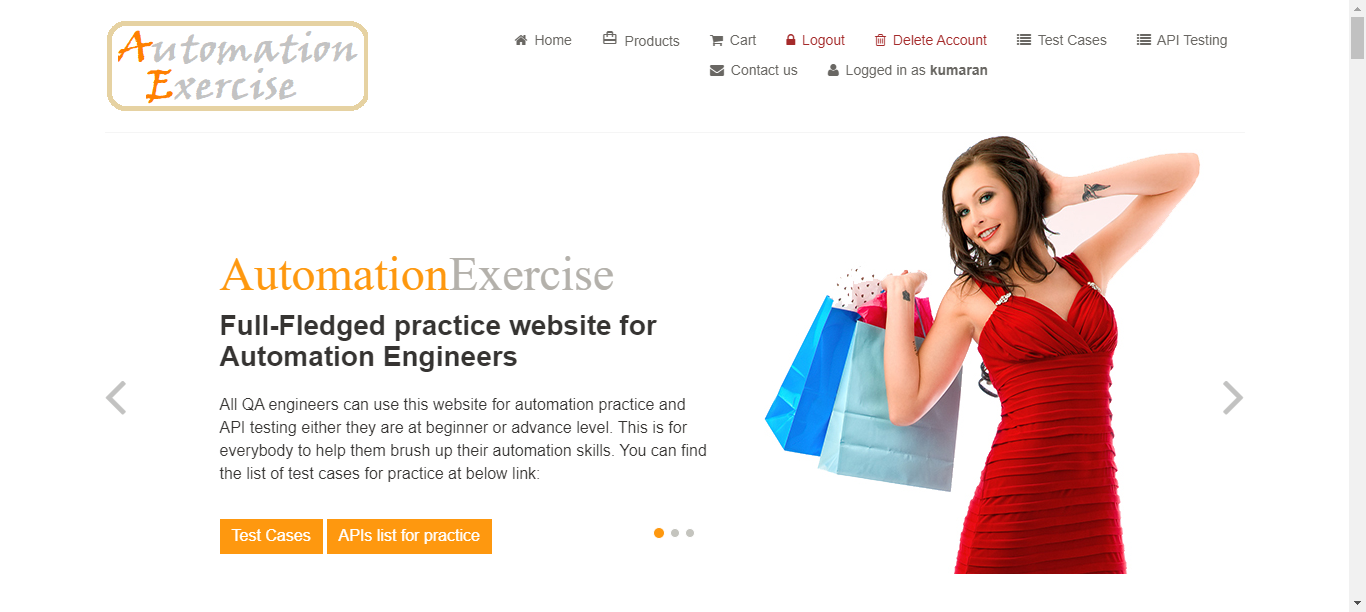 Automation
Exercise
Home Products Cart Logout Delete Account Test Cases API Testing
Contact us Logged in as kumaran
AutomationExercise
Full-Fledged practice website for
Automation Engineers
All QA engineers can use this website for automation practice and
API testing either they are at beginner or advance level. This is for
everybody to help them brush up their automation skills. You can find
the list of test cases for practice at below link:
Test Cases APIs list for practice